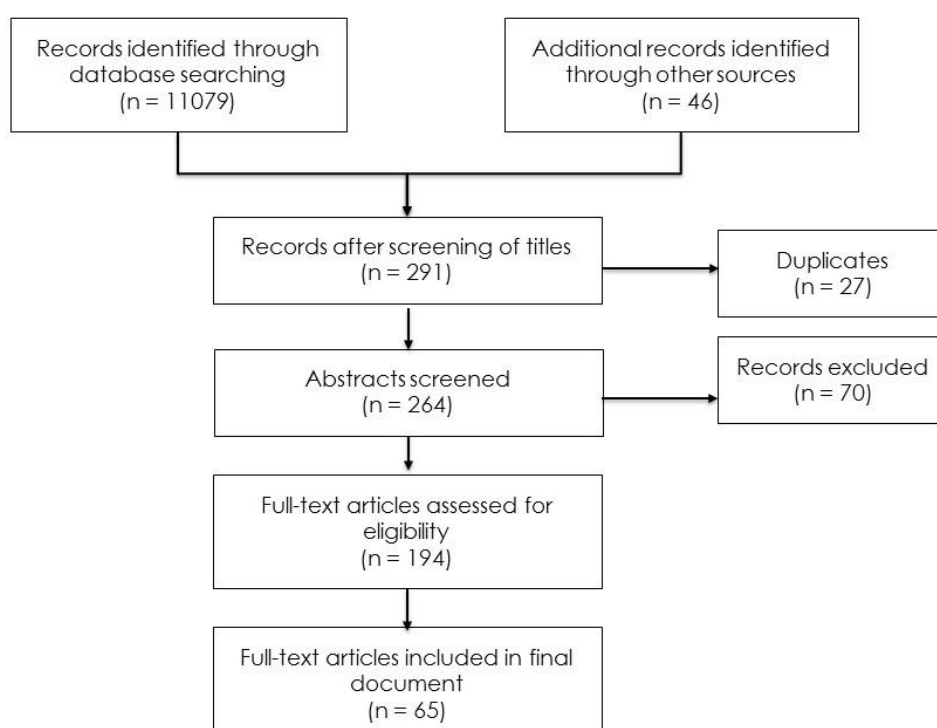 Records identified through
database searching
(n = 11079)
Additional records identified
through other sources
(n = 46)
Records after screening of titles
(n = 291)
Duplicates
(n = 27)
Abstracts screened
(n = 264)
Records excluded
(n = 70)
Full-text articles assessed for
eligibility
(n = 194)
Full-text articles included in final
document
(n = 65)